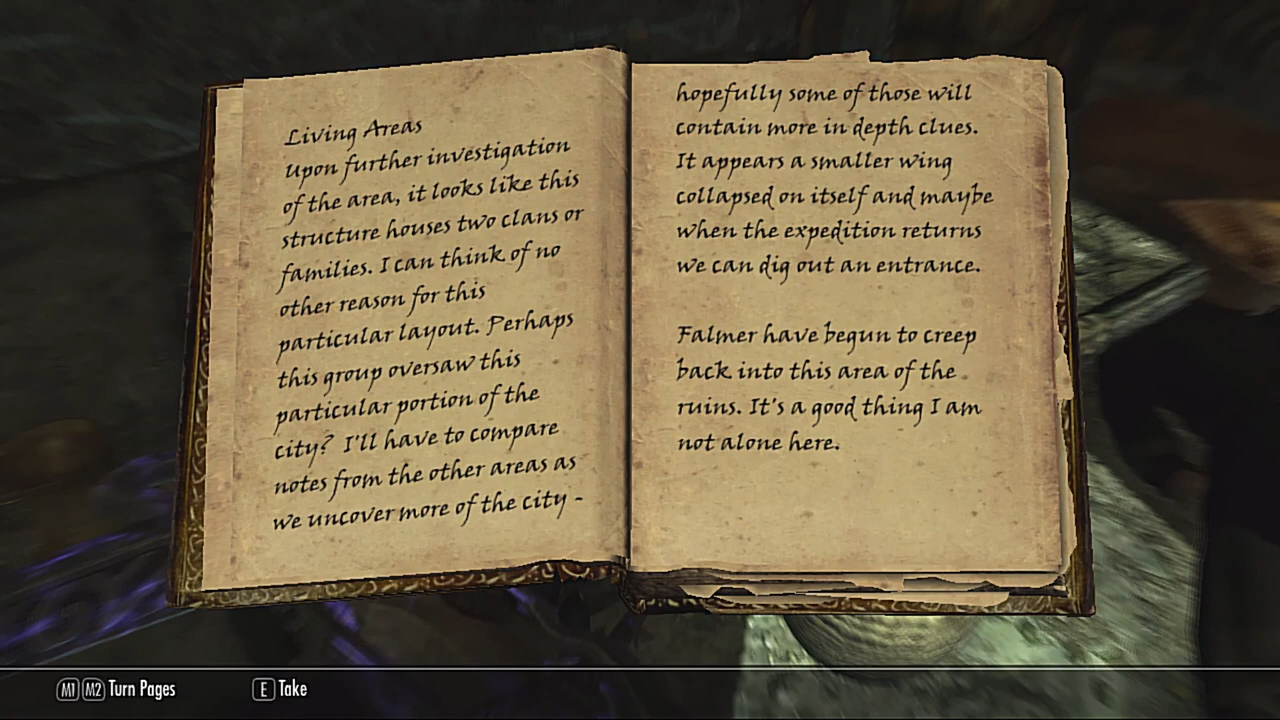 Living Areas
Upon further investigation
of the area, it looks like this
structure houses two clans or
families. I can think of no
other reason for this
particular layout. Perhaps
this group oversaw this
particular portion of the
city? I'll have to compare
notes from the other areas as
we uncover more of the city -
hopefully some of those will
contain more in depth clues.
It appears a smaller wing
collapsed on itself and maybe
when the expedition returns
we can dig out an entrance.
Falmer have begun to creep
back into this area of the
ruins. It's a good thing I am
not alone here.
M1 M2 Turn Pages E Take